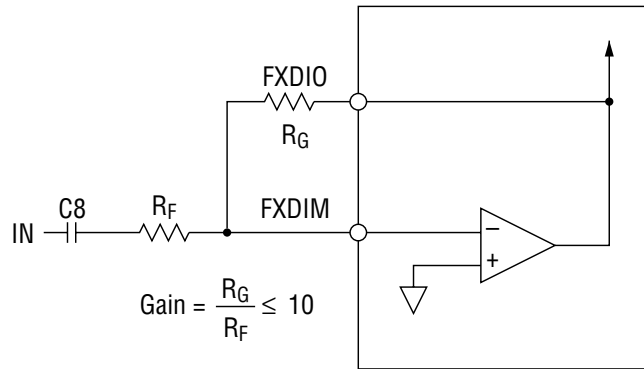 FXDIO
R_G
C8
R_F
FXDIM
IN
−
+
Gain = R_G / R_F ≤ 10